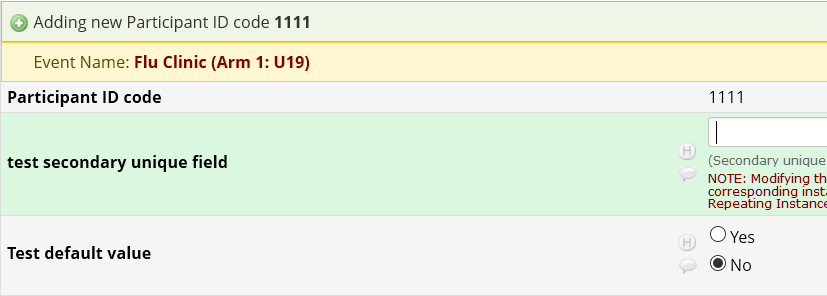 Adding new Participant ID code 1111
Event Name: Flu Clinic (Arm 1: U19)
Participant ID code 1111
test secondary unique field
H
(Secondary unique
NOTE: Modifying th
corresponding inst
Repeating Instance
Test default value
H
Yes
No